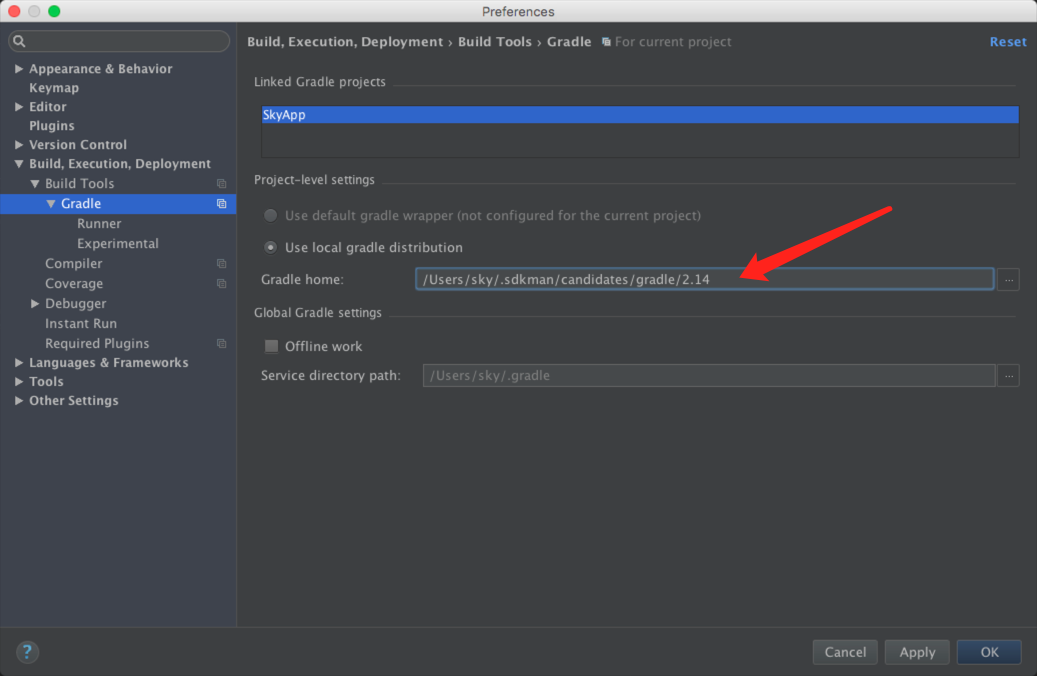 Preferences
Build, Execution, Deployment › Build Tools › Gradle For current project Reset
Appearance & Behavior
Keymap
Editor
Plugins
Version Control
Build, Execution, Deployment
Build Tools
Gradle
Runner
Experimental
Compiler
Coverage
Debugger
Instant Run
Required Plugins
Languages & Frameworks
Tools
Other Settings
Linked Gradle projects
SkyApp
Project-level settings
Use default gradle wrapper (not configured for the current project)
Use local gradle distribution
Gradle home: /Users/sky/.sdkman/candidates/gradle/2.14 ...
Global Gradle settings
Offline work
Service directory path: /Users/sky/.gradle ...
? Cancel Apply OK